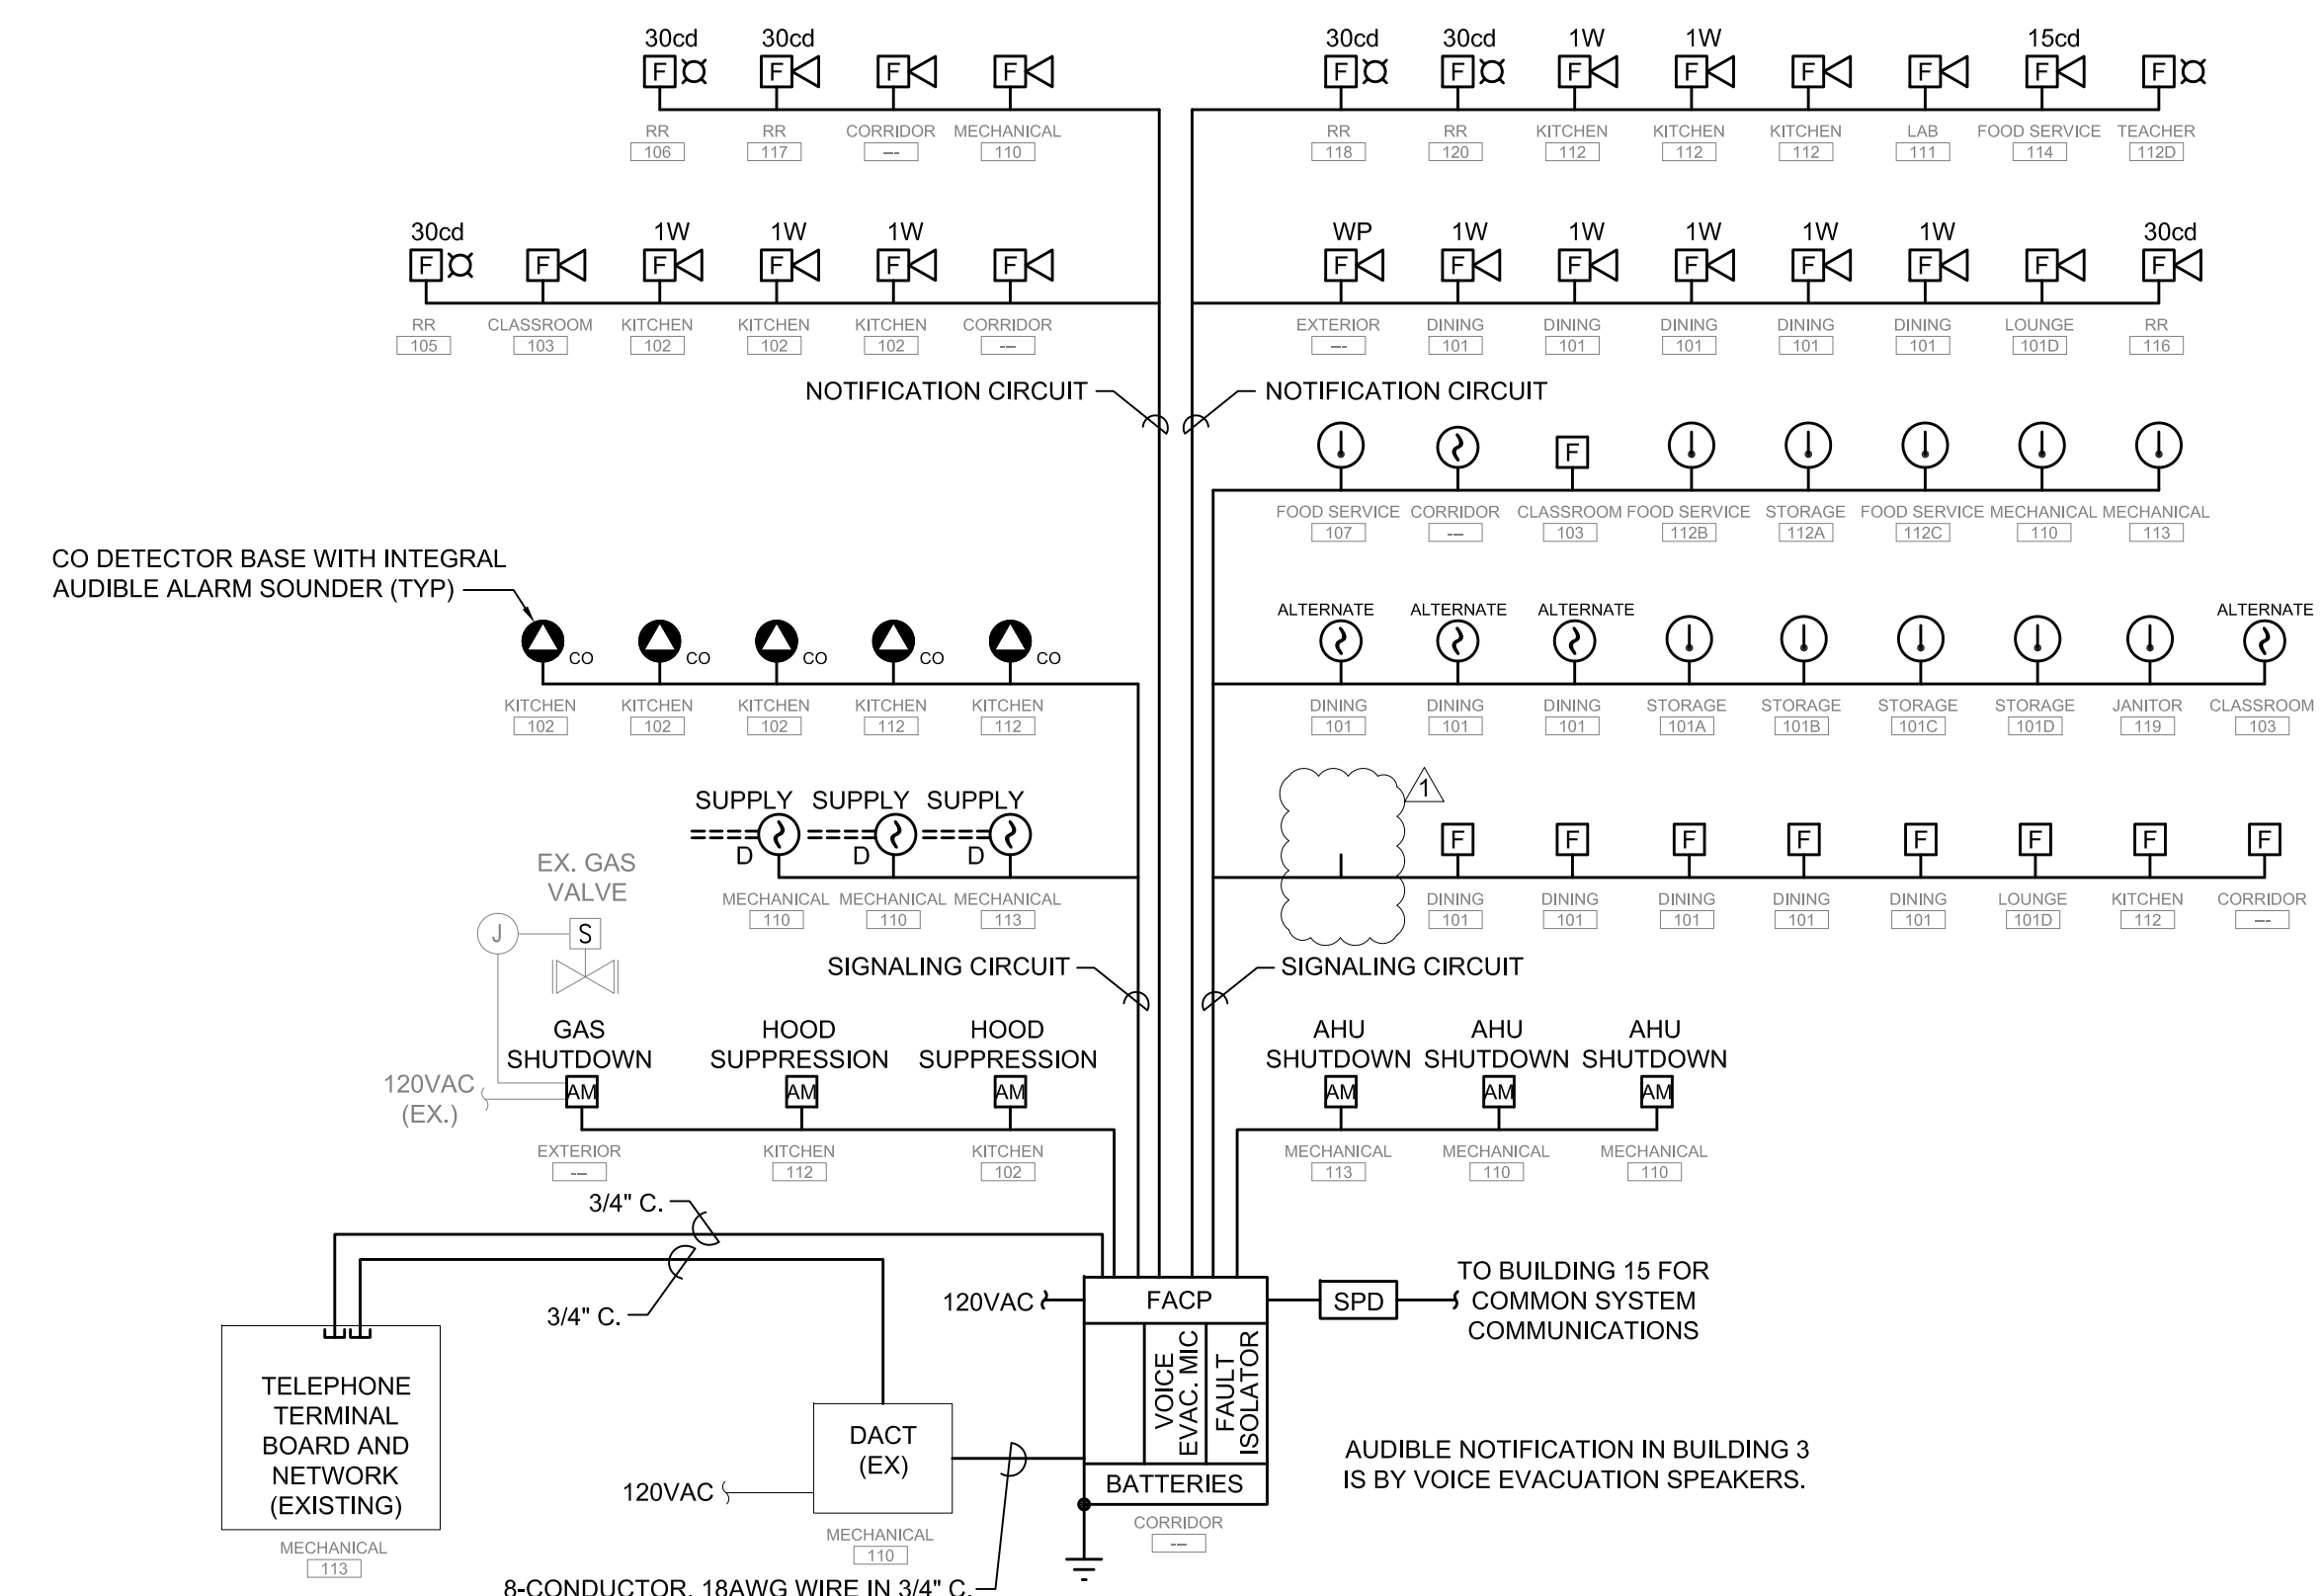 30cd 30cd 30cd 30cd 1W 1W 15cd
F F F F F F F F F F F F
RR RR CORRIDOR MECHANICAL RR RR KITCHEN KITCHEN KITCHEN LAB FOOD SERVICE TEACHER
106 117 --- 110 118 120 112 112 112 111 114 112D
30cd 1W 1W 1W WP 1W 1W 1W 1W 1W 30cd
F F F F F F F F F F F F F F
RR CLASSROOM KITCHEN KITCHEN KITCHEN CORRIDOR EXTERIOR DINING DINING DINING DINING DINING LOUNGE RR
105 103 102 102 102 --- --- 101 101 101 101 101 101D 116
NOTIFICATION CIRCUIT NOTIFICATION CIRCUIT
F
FOOD SERVICE CORRIDOR CLASSROOM FOOD SERVICE STORAGE FOOD SERVICE MECHANICAL MECHANICAL
107 --- 103 112B 112A 112C 110 113
CO DETECTOR BASE WITH INTEGRAL
AUDIBLE ALARM SOUNDER (TYP)
ALTERNATE ALTERNATE ALTERNATE ALTERNATE
CO CO CO CO CO
KITCHEN KITCHEN KITCHEN KITCHEN KITCHEN DINING DINING DINING STORAGE STORAGE STORAGE STORAGE JANITOR CLASSROOM
102 102 102 112 112 101 101 101 101A 101B 101C 101D 119 103
1
SUPPLY SUPPLY SUPPLY
D D D F F F F F F F F
MECHANICAL MECHANICAL MECHANICAL DINING DINING DINING DINING DINING LOUNGE KITCHEN CORRIDOR
110 110 113 101 101 101 101 101 101D 112 ---
EX. GAS
VALVE
J S
SIGNALING CIRCUIT SIGNALING CIRCUIT
GAS
SHUTDOWN
HOOD
SUPPRESSION
HOOD
SUPPRESSION
AHU
SHUTDOWN
AHU
SHUTDOWN
AHU
SHUTDOWN
120VAC
(EX.)
AM AM AM AM AM AM
EXTERIOR KITCHEN KITCHEN MECHANICAL MECHANICAL MECHANICAL
--- 112 102 113 110 110
3/4" C.
3/4" C.
120VAC FACP SPD
TO BUILDING 15 FOR
COMMON SYSTEM
COMMUNICATIONS
VOICE
EVAC. MIC
FAULT
ISOLATOR
BATTERIES
CORRIDOR
---
TELEPHONE
TERMINAL
BOARD AND
NETWORK
(EXISTING)
MECHANICAL
113
DACT
(EX)
120VAC
MECHANICAL
110
AUDIBLE NOTIFICATION IN BUILDING 3
IS BY VOICE EVACUATION SPEAKERS.
8-CONDUCTOR, 18AWG WIRE IN 3/4" C.